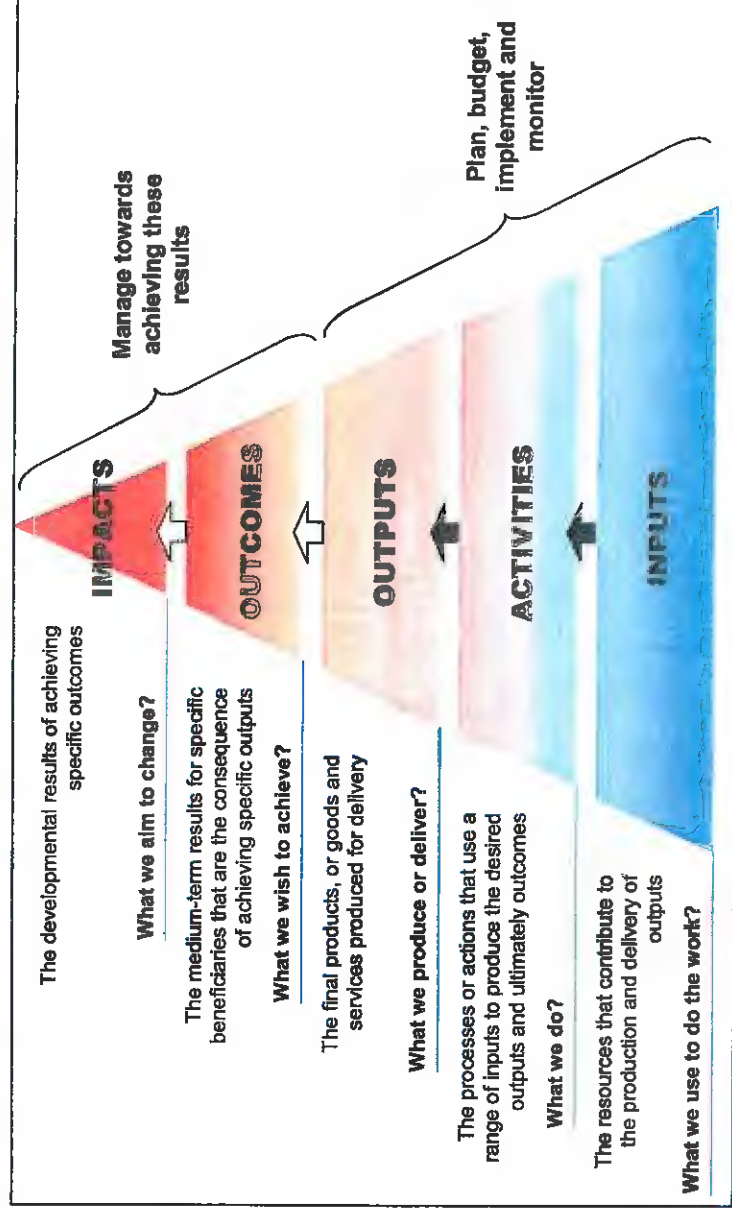 The developmental results of achieving
specific outcomes
What we aim to change?
IMPACTS
Manage towards
achieving these
results
The medium-term results for specific
beneficiaries that are the consequence
of achieving specific outputs
What we wish to achieve?
OUTCOMES
The final products, or goods and
services produced for delivery
What we produce or deliver?
OUTPUTS
Plan, budget,
implement and
monitor
The processes or actions that use a
range of inputs to produce the desired
outputs and ultimately outcomes
What we do?
ACTIVITIES
The resources that contribute to
the production and delivery of
outputs
What we use to do the work?
INPUTS